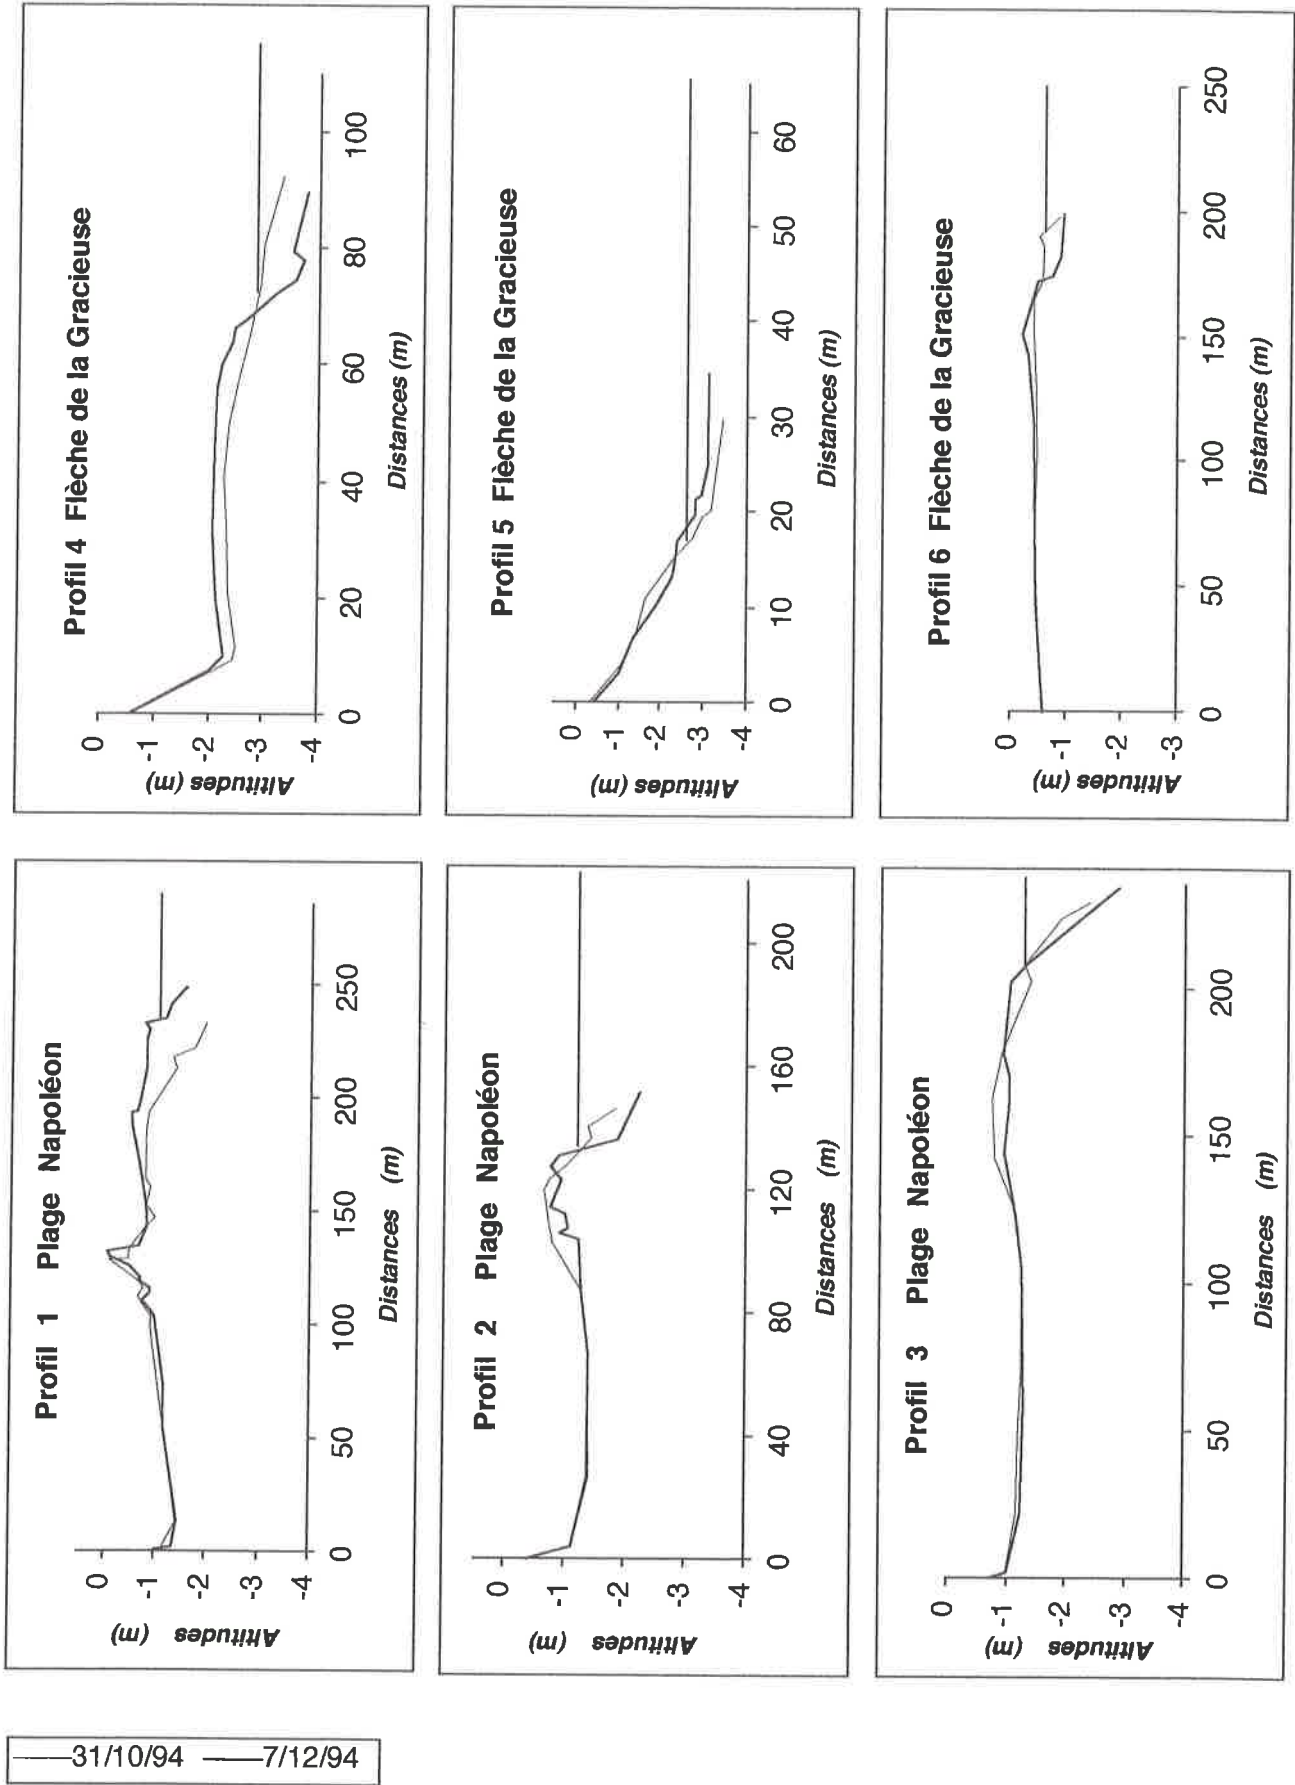 31/10/94 7/12/94
Profil 1 Plage Napoléon
Altitudes (m)
0
-1
-2
-3
-4
0 50 100 150 200 250
Distances (m)
Profil 2 Plage Napoléon
Altitudes (m)
0
-1
-2
-3
-4
0 40 80 120 160 200
Distances (m)
Profil 3 Plage Napoléon
Altitudes (m)
0
-1
-2
-3
-4
0 50 100 150 200
Distances (m)
Profil 4 Flèche de la Gracieuse
Altitudes (m)
0
-1
-2
-3
-4
0 20 40 60 80 100
Distances (m)
Profil 5 Flèche de la Gracieuse
Altitudes (m)
0
-1
-2
-3
-4
0 10 20 30 40 50 60
Distances (m)
Profil 6 Flèche de la Gracieuse
Altitudes (m)
0
-1
-2
-3
0 50 100 150 200 250
Distances (m)